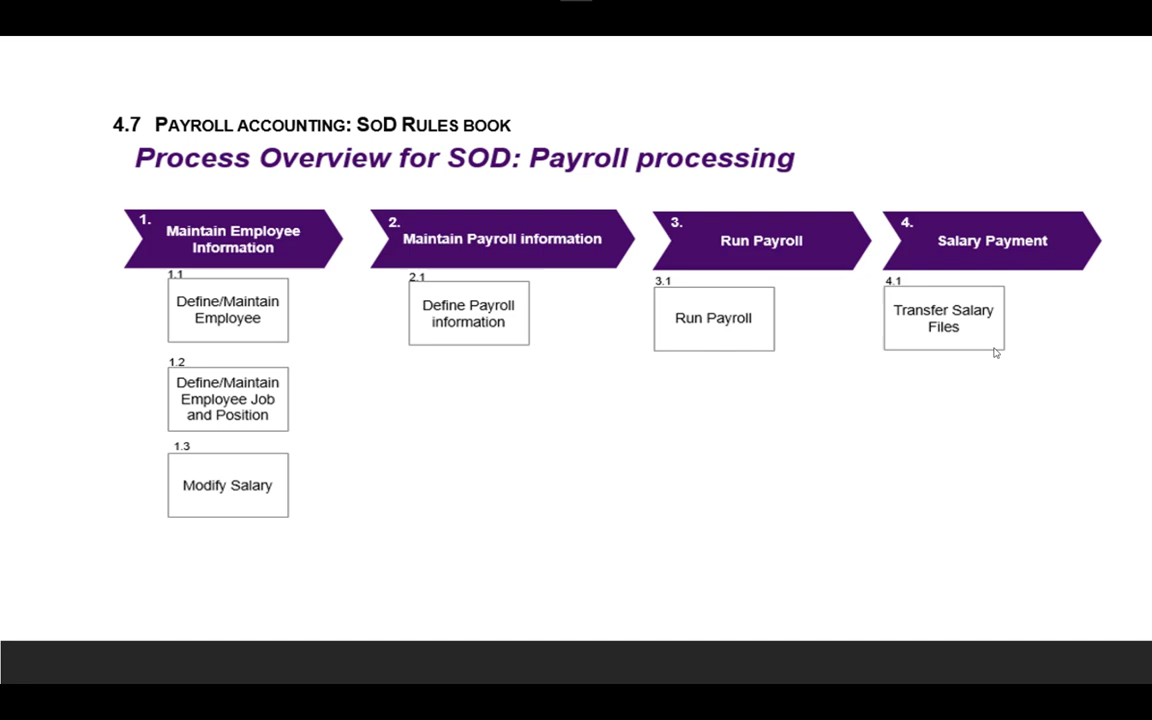 4.7 PAYROLL ACCOUNTING: SOD RULES BOOK
Process Overview for SOD: Payroll processing
1.
Maintain Employee
Information
2.
Maintain Payroll information
3.
Run Payroll
4.
Salary Payment
1.1
Define/Maintain
Employee
1.2
Define/Maintain
Employee Job
and Position
1.3
Modify Salary
2.1
Define Payroll
information
3.1
Run Payroll
4.1
Transfer Salary
Files